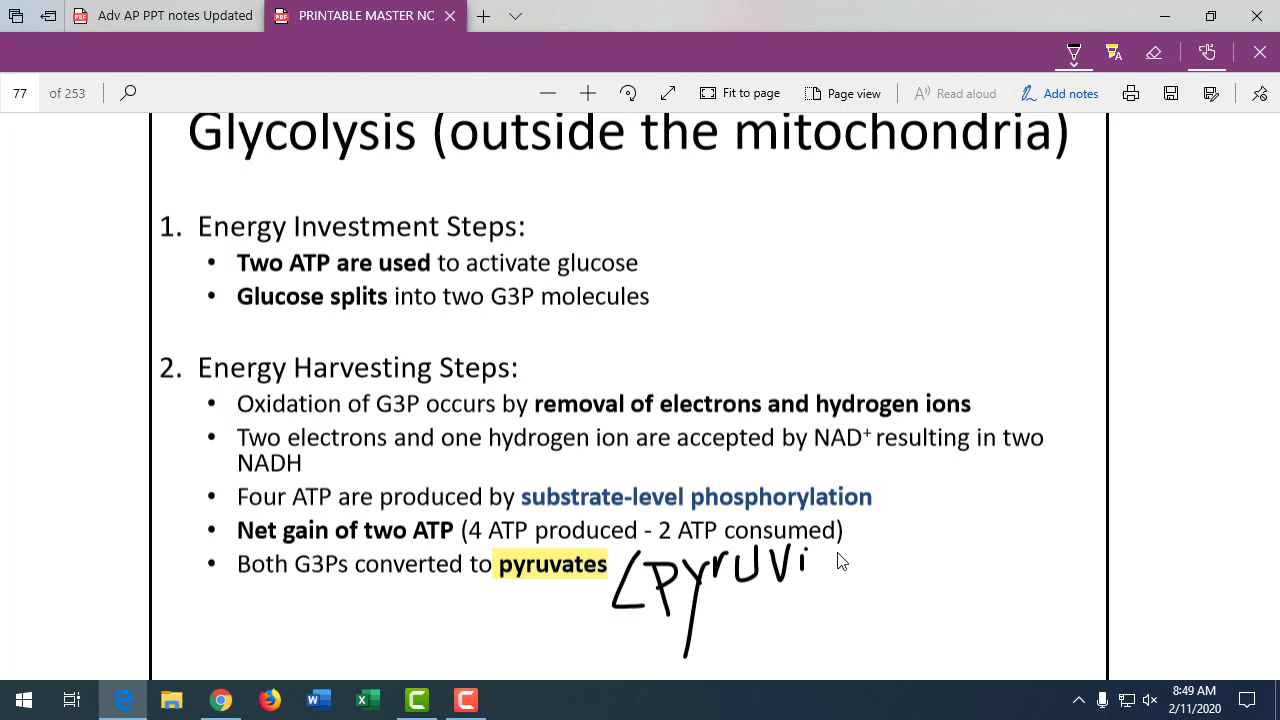 Adv AP PPT notes Updated
PRINTABLE MASTER NC
77 of 253
Fit to page
Page view
Read aloud
Add notes
Glycolysis (outside the mitochondria)
1. Energy Investment Steps:
• Two ATP are used to activate glucose
• Glucose splits into two G3P molecules
2. Energy Harvesting Steps:
• Oxidation of G3P occurs by removal of electrons and hydrogen ions
• Two electrons and one hydrogen ion are accepted by NAD⁺ resulting in two
NADH
• Four ATP are produced by substrate-level phosphorylation
• Net gain of two ATP (4 ATP produced - 2 ATP consumed)
• Both G3Ps converted to pyruvates
(pyruvi
8:49 AM
2/11/2020